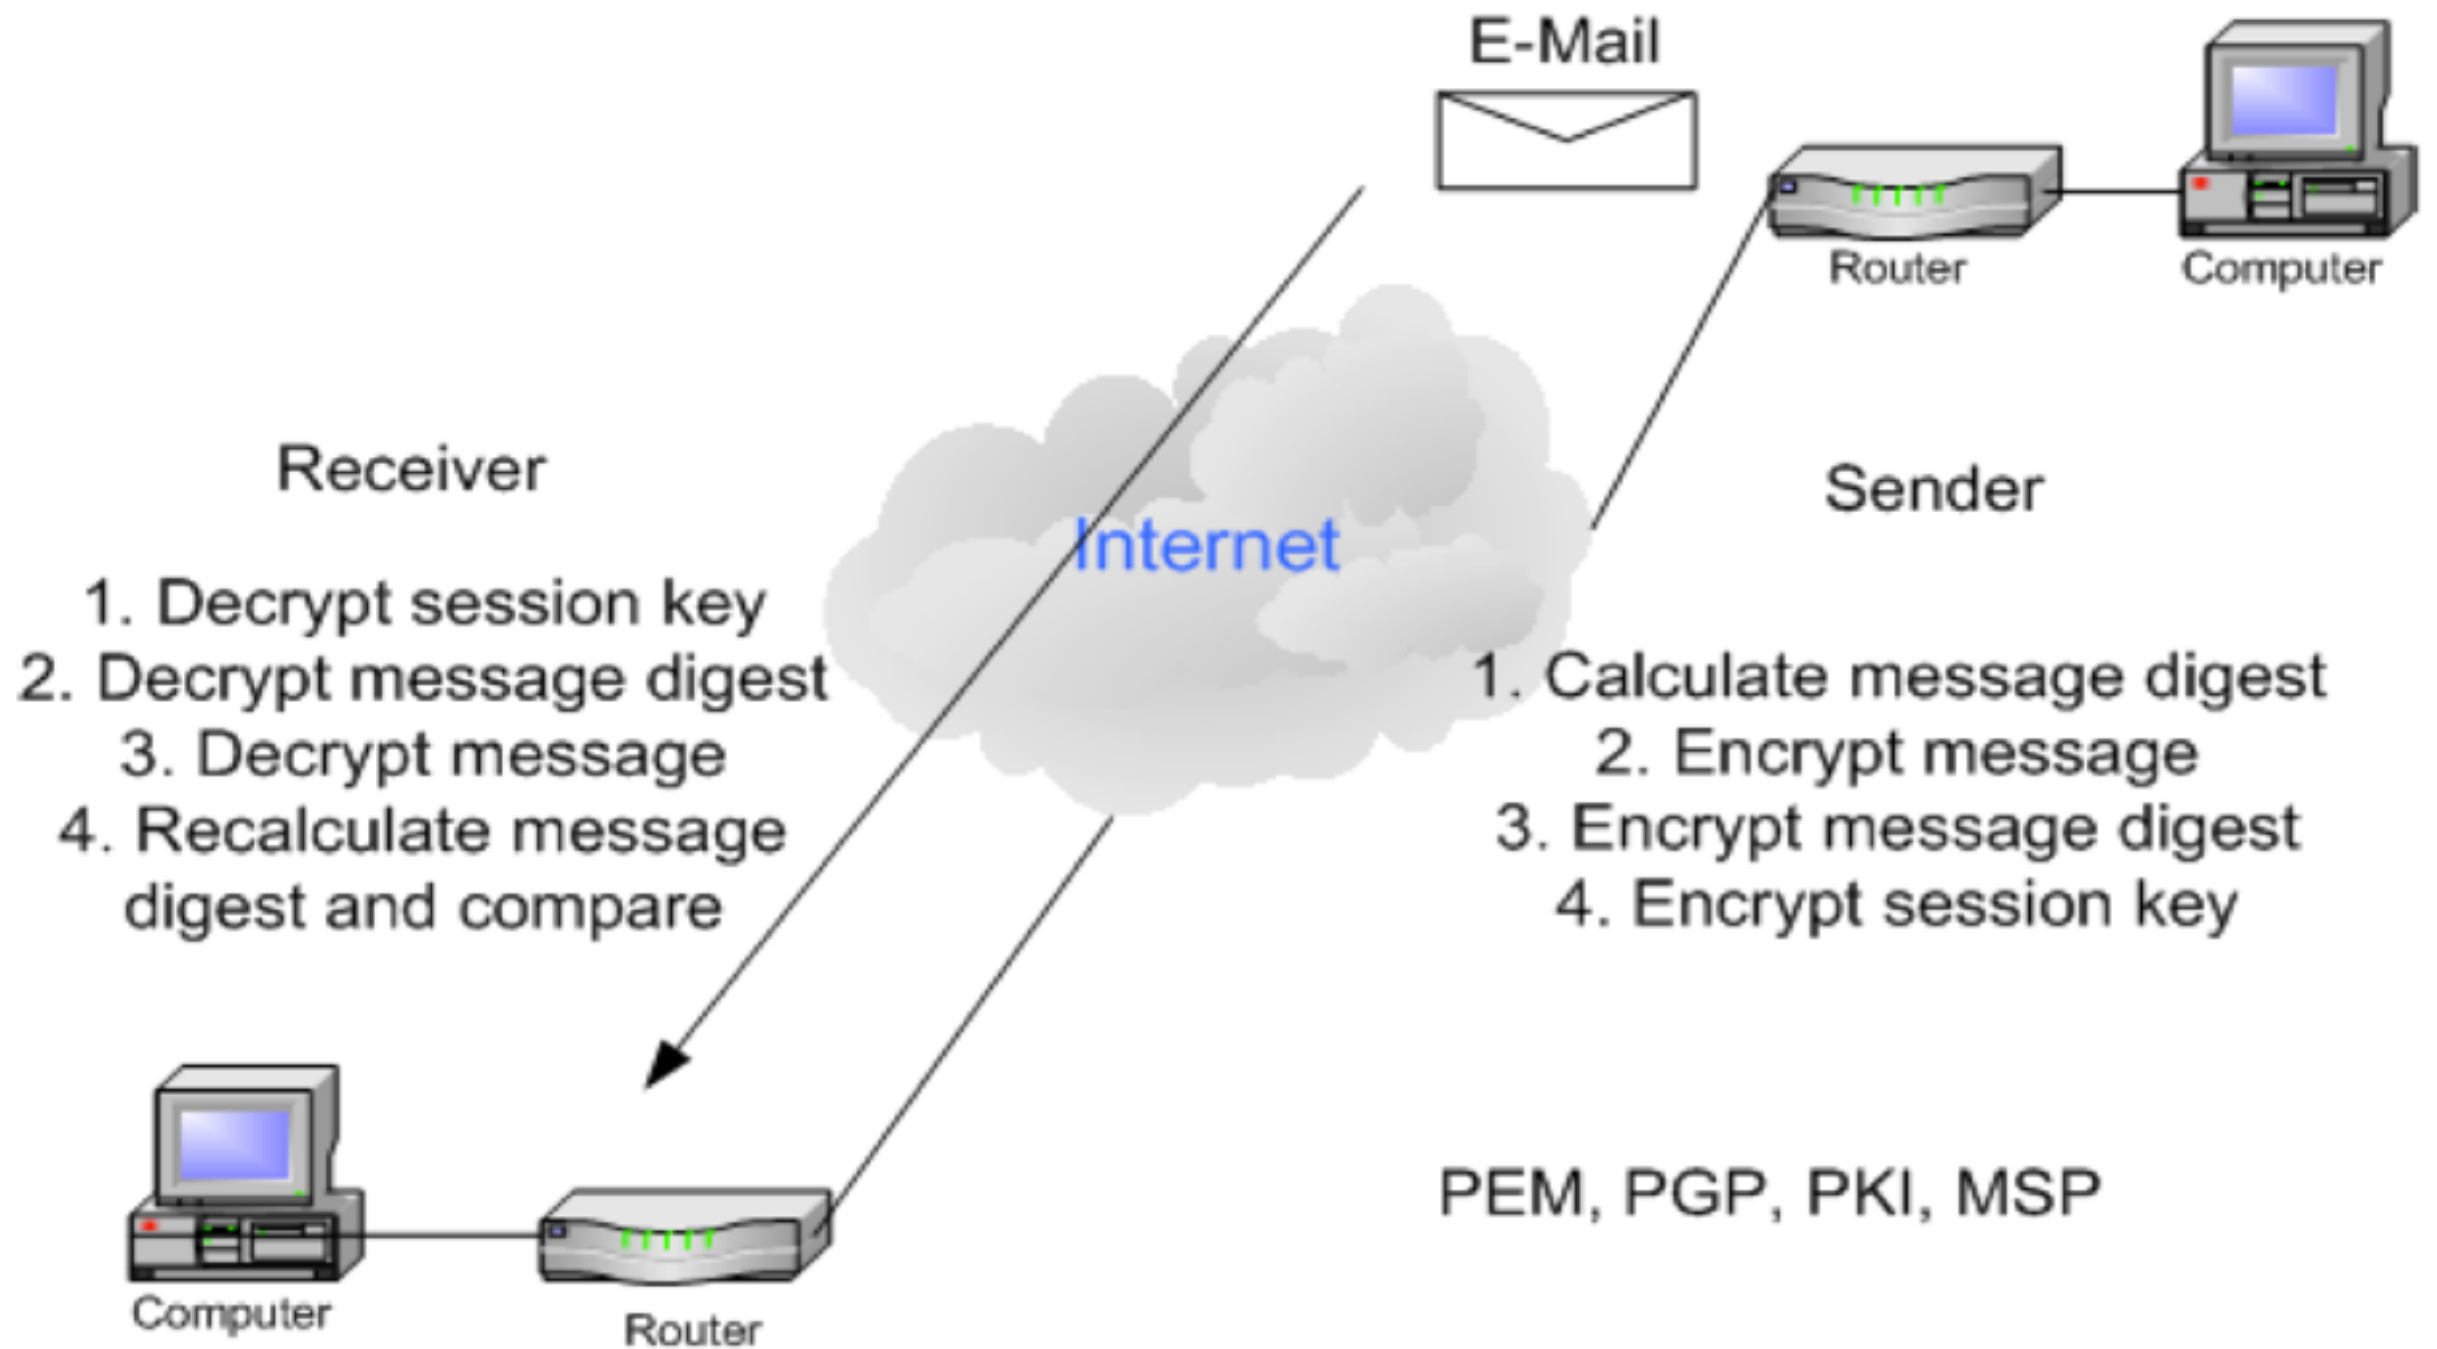 E-Mail
Router
Computer
Receiver
Internet
Sender
1. Decrypt session key
2. Decrypt message digest
3. Decrypt message
4. Recalculate message
digest and compare
1. Calculate message digest
2. Encrypt message
3. Encrypt message digest
4. Encrypt session key
PEM, PGP, PKI, MSP
Computer
Router